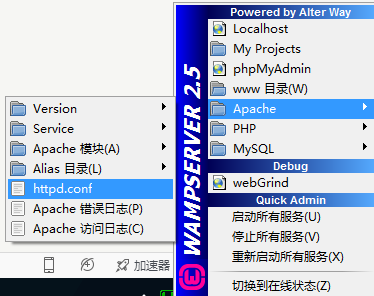 Powered by Alter Way
Localhost
My Projects
phpMyAdmin
www 目录(W)
Apache
PHP
MySQL
Debug
webGrind
Quick Admin
启动所有服务(U)
停止所有服务(V)
重新启动所有服务(X)
切换到在线状态(Z)
WAMPSERVER 2.5
Version
Service
Apache 模块(A)
Alias 目录(L)
httpd.conf
Apache 错误日志(P)
Apache 访问日志(C)
加速器